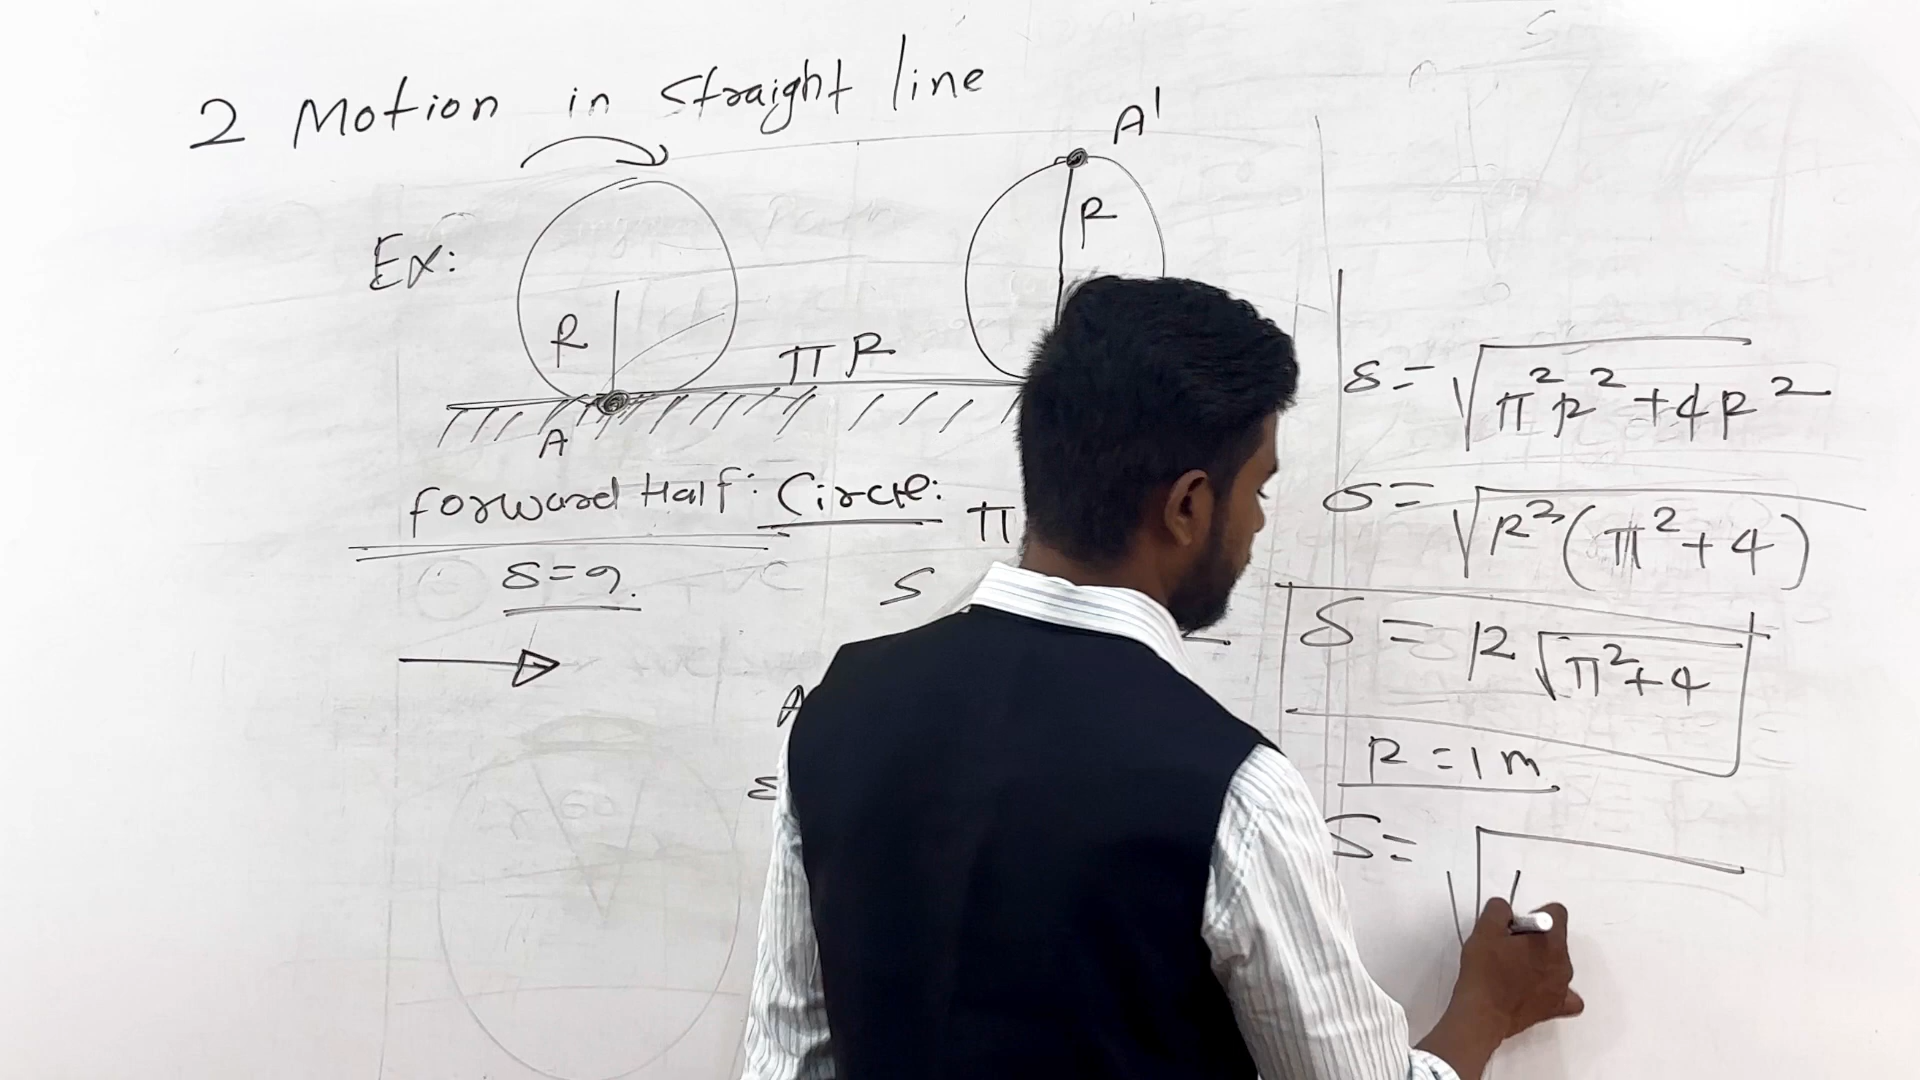 2 Motion in straight line
A'
Ex:
R
R
πR
A
forward Half: Circle:
π
S=?
S
A
S=√π²R²+4R²
S=√R²(π²+4)
S=R√π²+4
R=1m
S=√